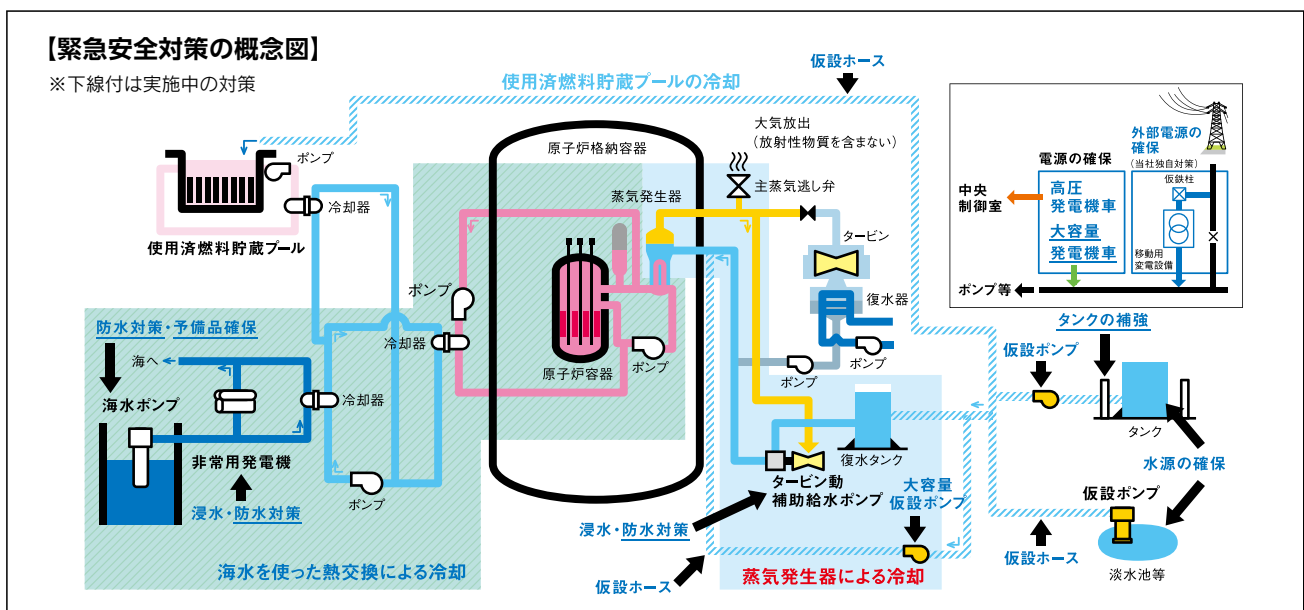 【緊急安全対策の概念図】
※下線付は実施中の対策
使用済燃料貯蔵プールの冷却
仮設ホース
ポンプ
冷却器
使用済燃料貯蔵プール
原子炉格納容器
蒸気発生器
大気放出
（放射性物質を含まない）
主蒸気逃し弁
タービン
復水器
ポンプ
ポンプ
ポンプ
冷却器
原子炉容器
ポンプ
防水対策・予備品確保
海へ
海水ポンプ
冷却器
非常用発電機
浸水・防水対策
ポンプ
海水を使った熱交換による冷却
電源の確保
外部電源の
確保
（当社独自対策）
仮鉄柱
中央
制御室
高圧
発電機車
大容量
発電機車
移動用
変電設備
ポンプ等
タンクの補強
仮設ポンプ
タンク
水源の確保
復水タンク
タービン動
補助給水ポンプ
大容量
仮設ポンプ
浸水・防水対策
仮設ホース
蒸気発生器による冷却
仮設ポンプ
仮設ホース
淡水池等